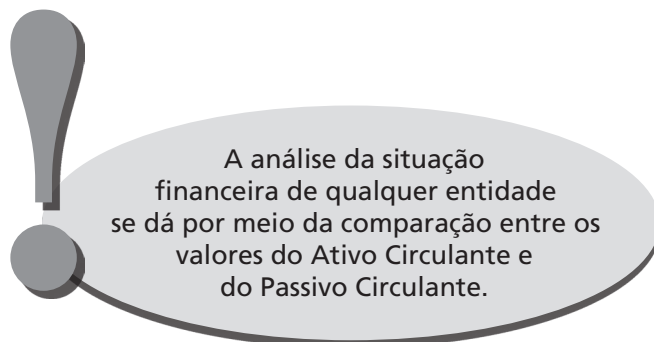 A análise da situação
financeira de qualquer entidade
se dá por meio da comparação entre os
valores do Ativo Circulante e
do Passivo Circulante.